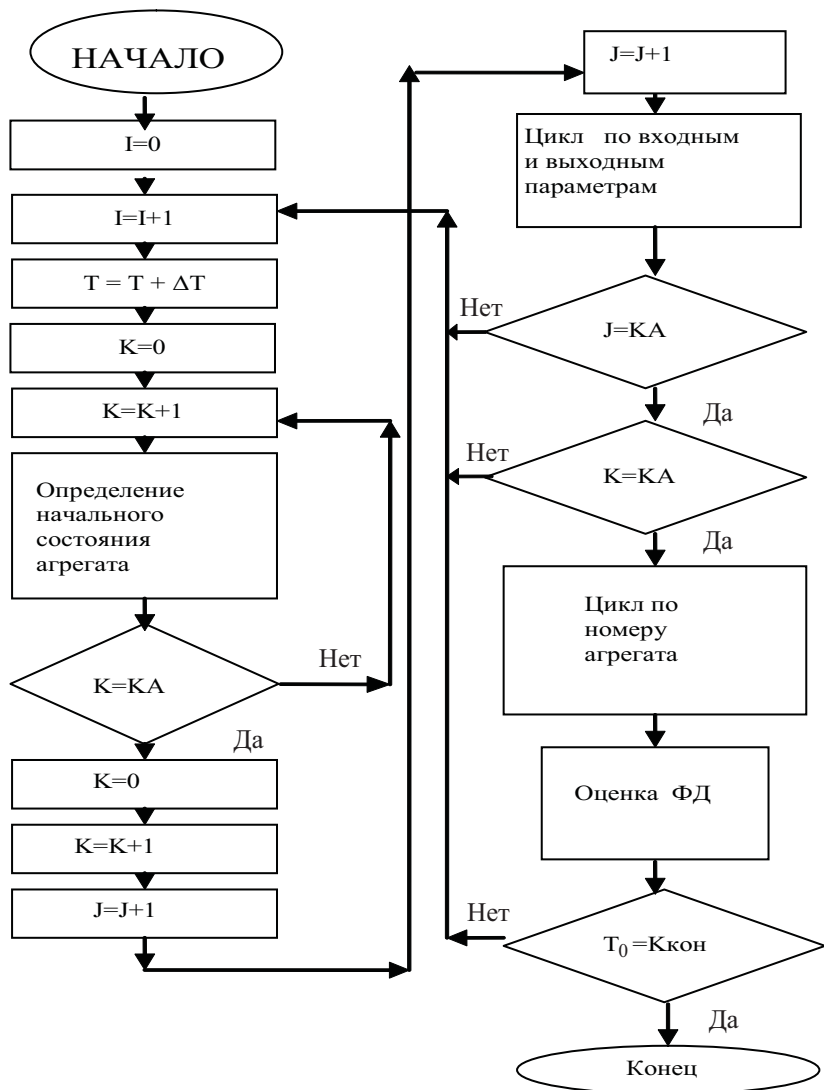 НАЧАЛО
I=0
I=I+1
T = T + ΔT
K=0
K=K+1
Определение
начального
состояния
агрегата
K=KA
Нет
Да
K=0
K=K+1
J=J+1
J=J+1
Цикл по входным
и выходным
параметрам
Нет
J=KA
Да
Нет
K=KA
Да
Цикл по
номеру
агрегата
Оценка ФД
Нет
T₀ =Kкон
Да
Конец